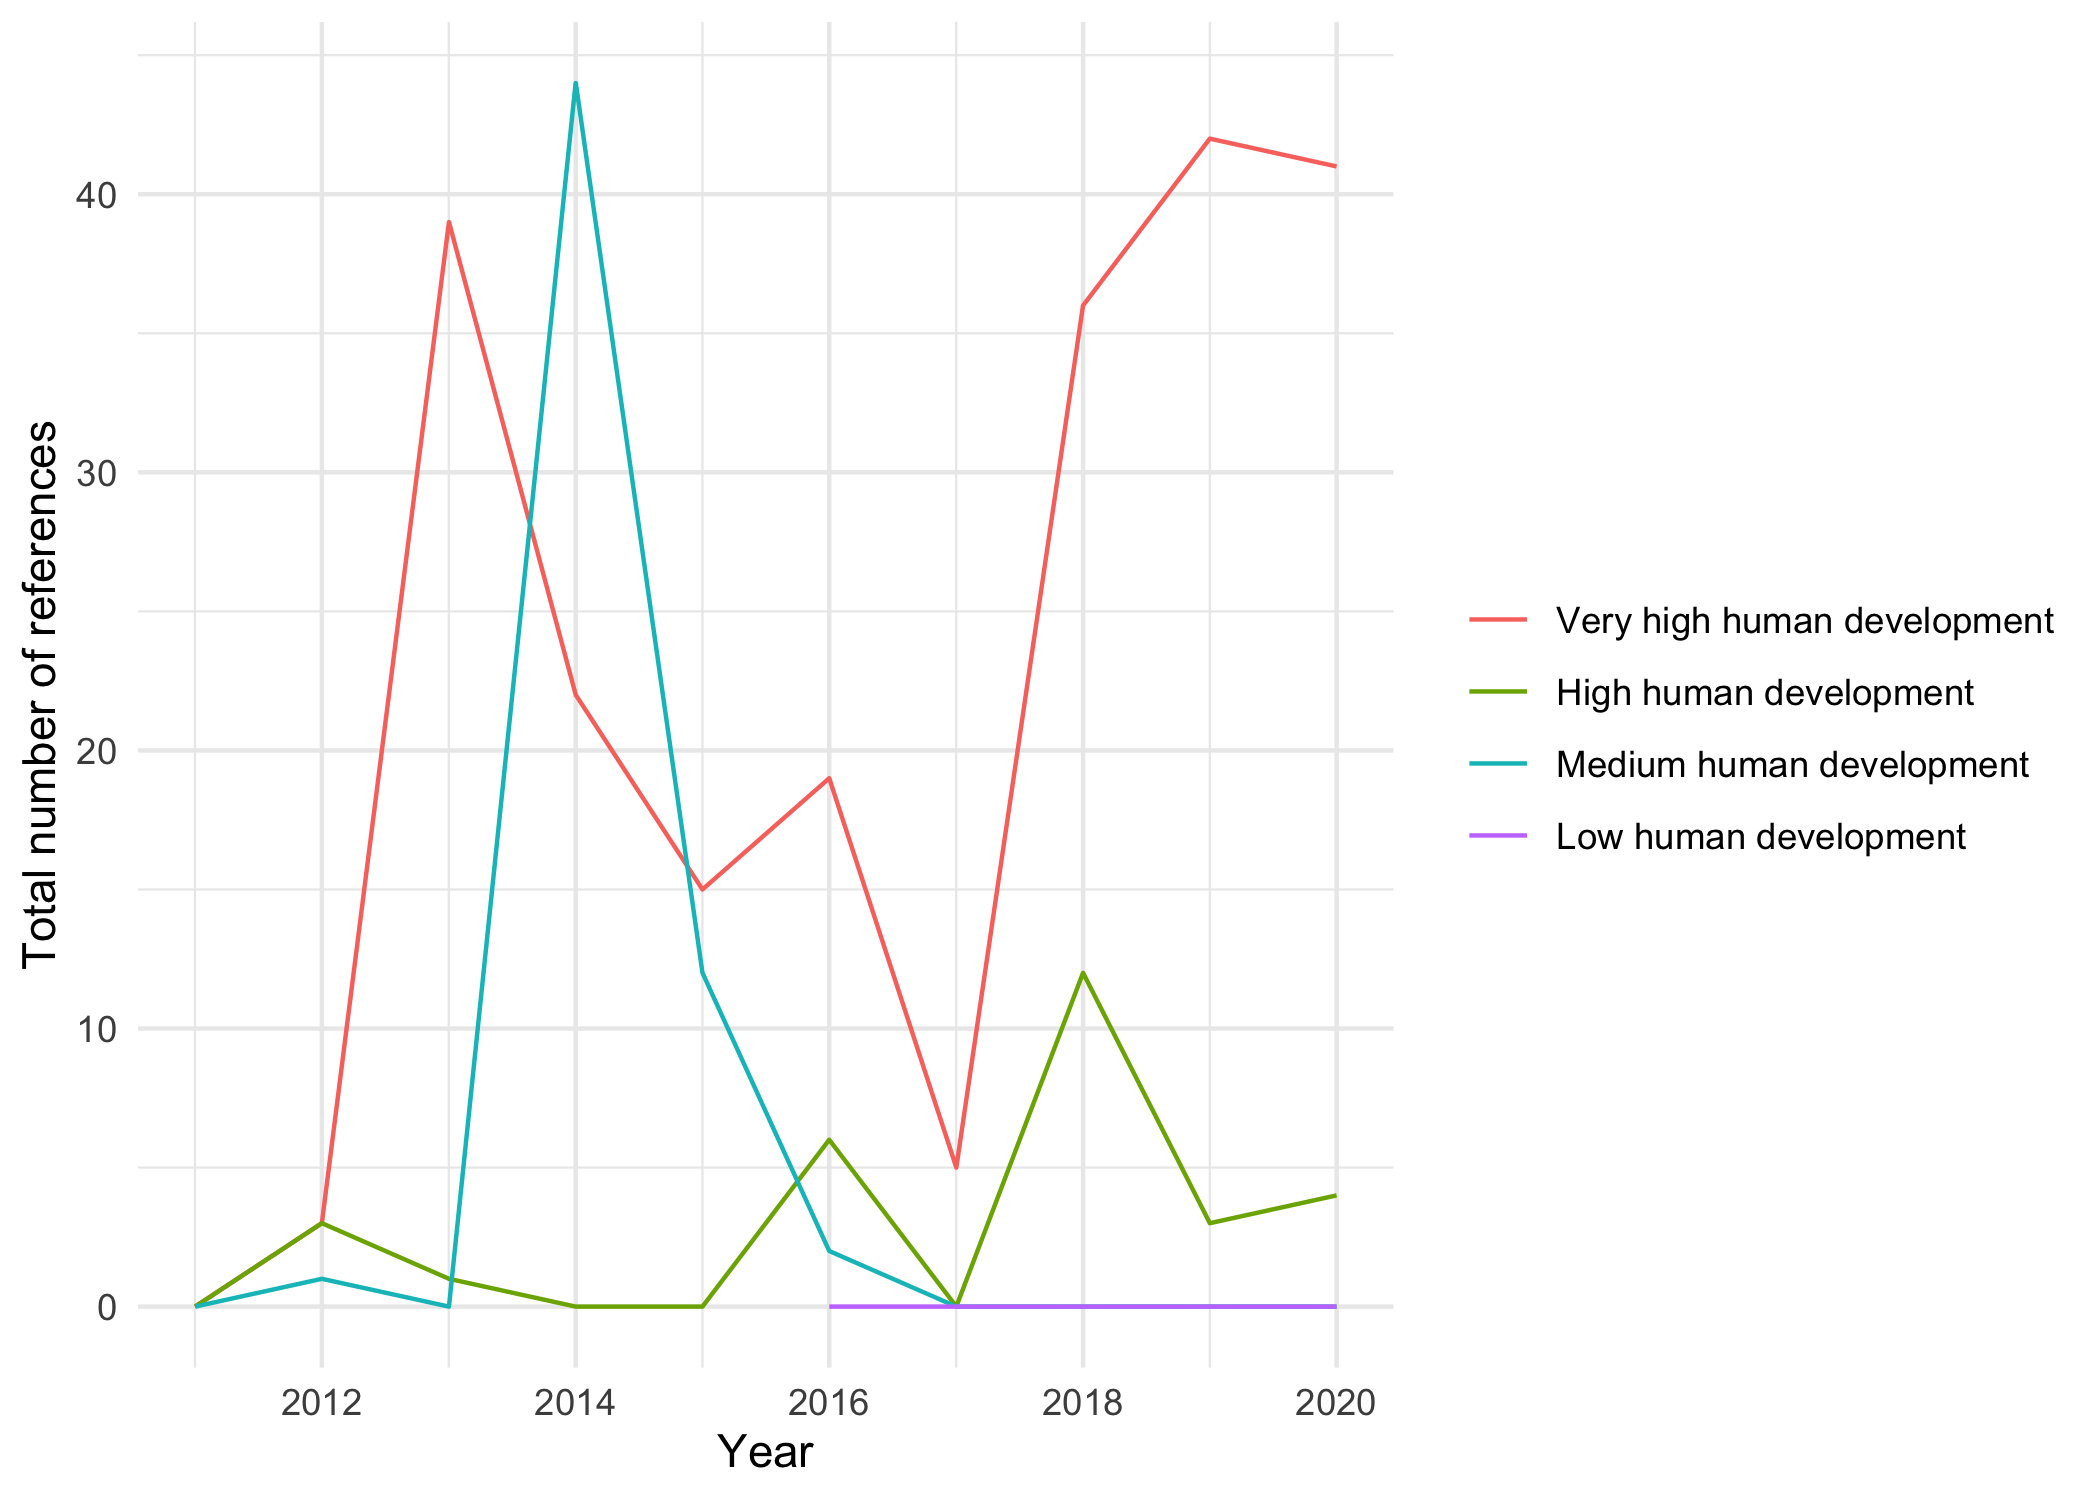 Total number of references
40
30
20
10
0
2012
2014
2016
2018
2020
Year
Very high human development
High human development
Medium human development
Low human development